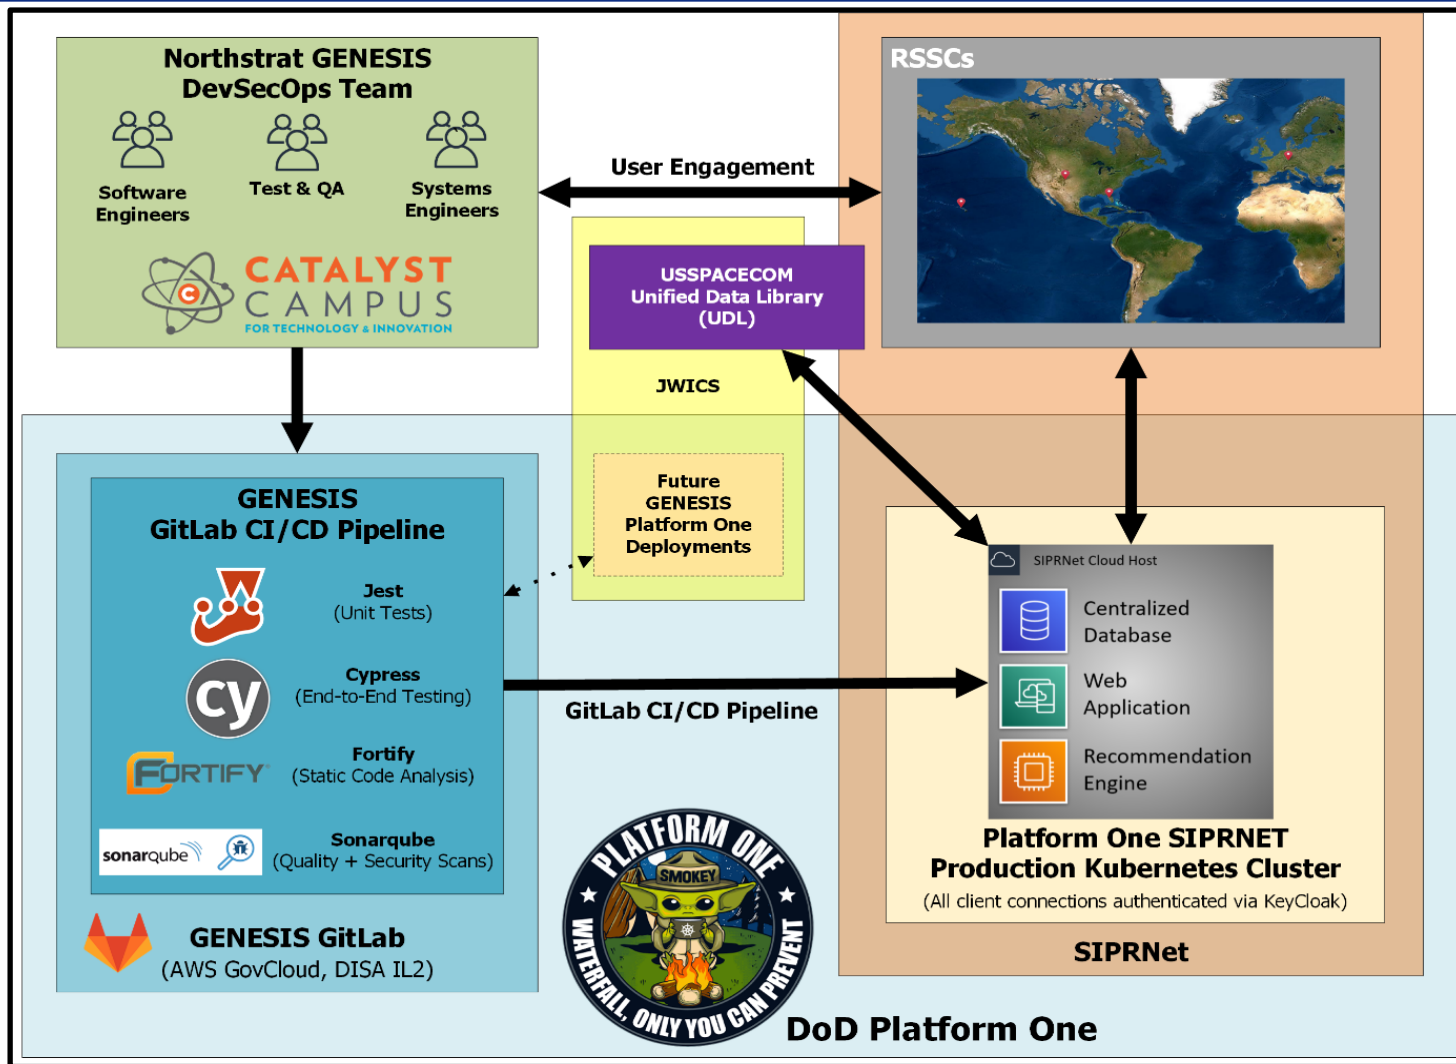 Northstrat GENESIS
DevSecOps Team
Software
Engineers
Test & QA
Systems
Engineers
CATALYST
CAMPUS
FOR TECHNOLOGY & INNOVATION
User Engagement
RSSCs
USSPACECOM
Unified Data Library
(UDL)
JWICS
Future
GENESIS
Platform One
Deployments
GENESIS
GitLab CI/CD Pipeline
Jest
(Unit Tests)
cy
Cypress
(End-to-End Testing)
FORTIFY
Fortify
(Static Code Analysis)
sonarqube
Sonarqube
(Quality + Security Scans)
GENESIS GitLab
(AWS GovCloud, DISA IL2)
GitLab CI/CD Pipeline
SIPRNet Cloud Host
Centralized
Database
Web
Application
Recommendation
Engine
Platform One SIPRNET
Production Kubernetes Cluster
(All client connections authenticated via KeyCloak)
SIPRNet
PLATFORM ONE
SMOKEY
WATERFALL, ONLY YOU CAN PREVENT
DoD Platform One